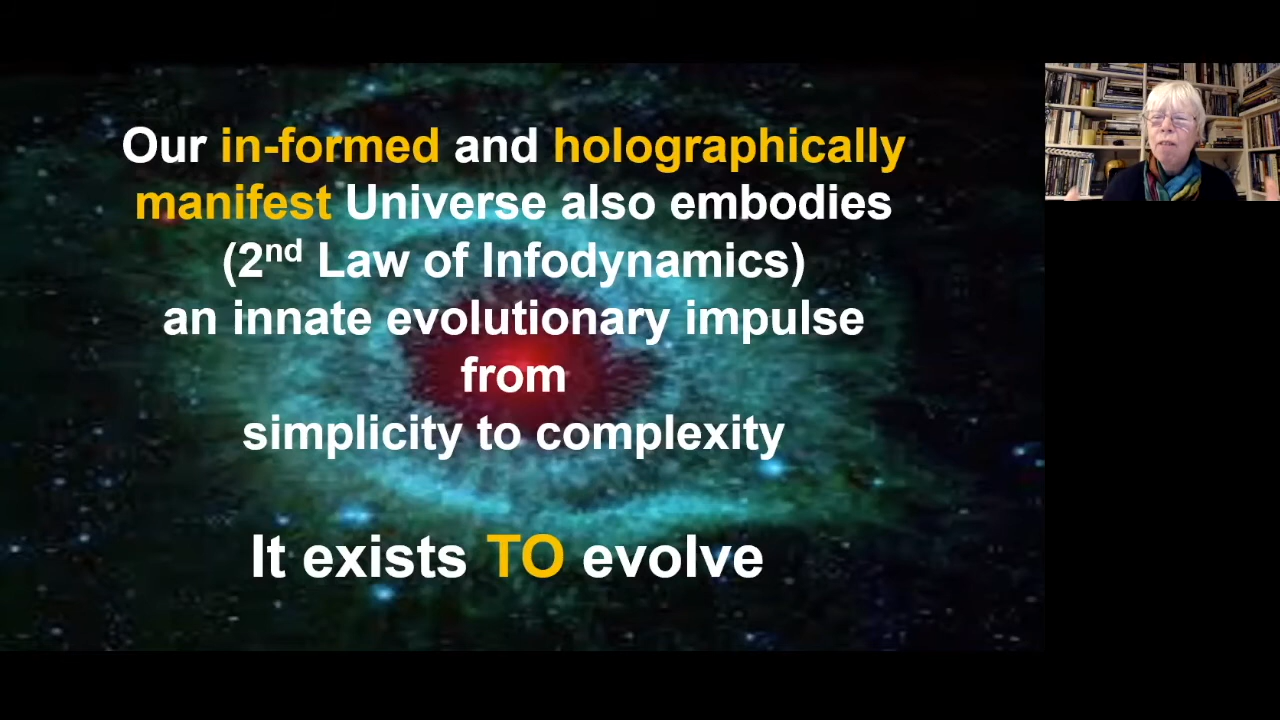 Our in-formed and holographically
manifest Universe also embodies
(2nd Law of Infodynamics)
an innate evolutionary impulse
from
simplicity to complexity
It exists TO evolve